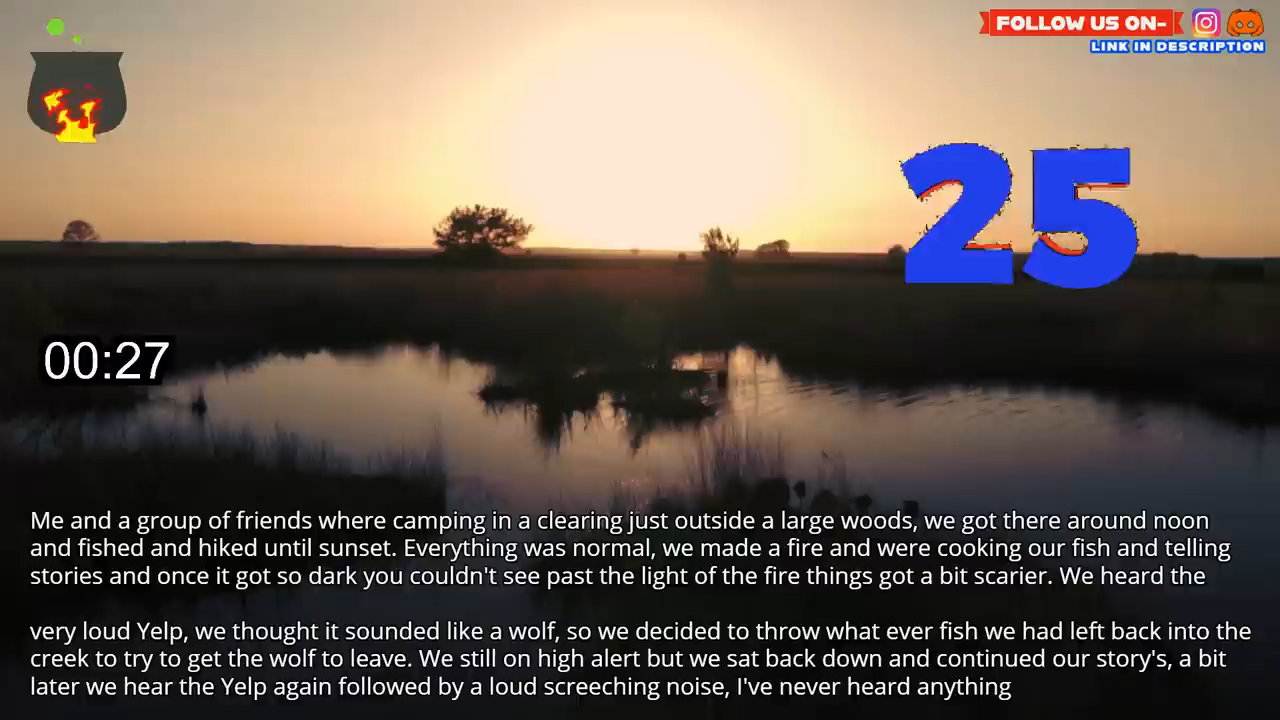 FOLLOW US ON-
LINK IN DESCRIPTION
25
00:27
Me and a group of friends where camping in a clearing just outside a large woods, we got there around noon
and fished and hiked until sunset. Everything was normal, we made a fire and were cooking our fish and telling
stories and once it got so dark you couldn't see past the light of the fire things got a bit scarier. We heard the
very loud Yelp, we thought it sounded like a wolf, so we decided to throw what ever fish we had left back into the
creek to try to get the wolf to leave. We still on high alert but we sat back down and continued our story's, a bit
later we hear the Yelp again followed by a loud screeching noise, I've never heard anything